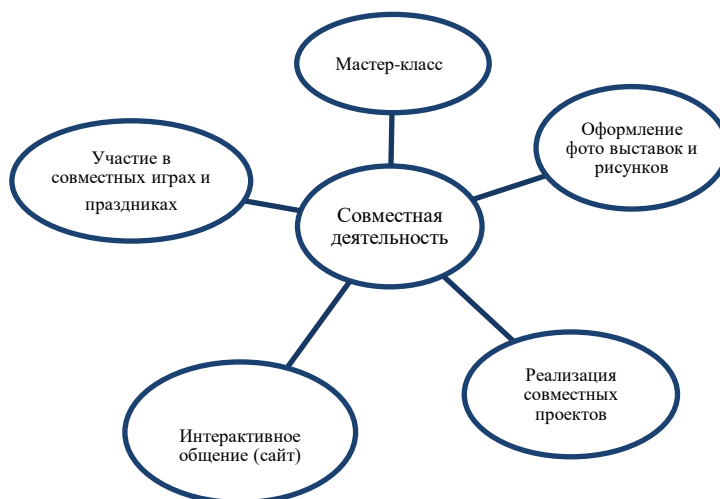 Мастер-класс
Оформление
фото выставок и
рисунков
Участие в
совместных играх и
праздниках
Совместная
деятельность
Реализация
совместных
проектов
Интерактивное
общение (сайт)